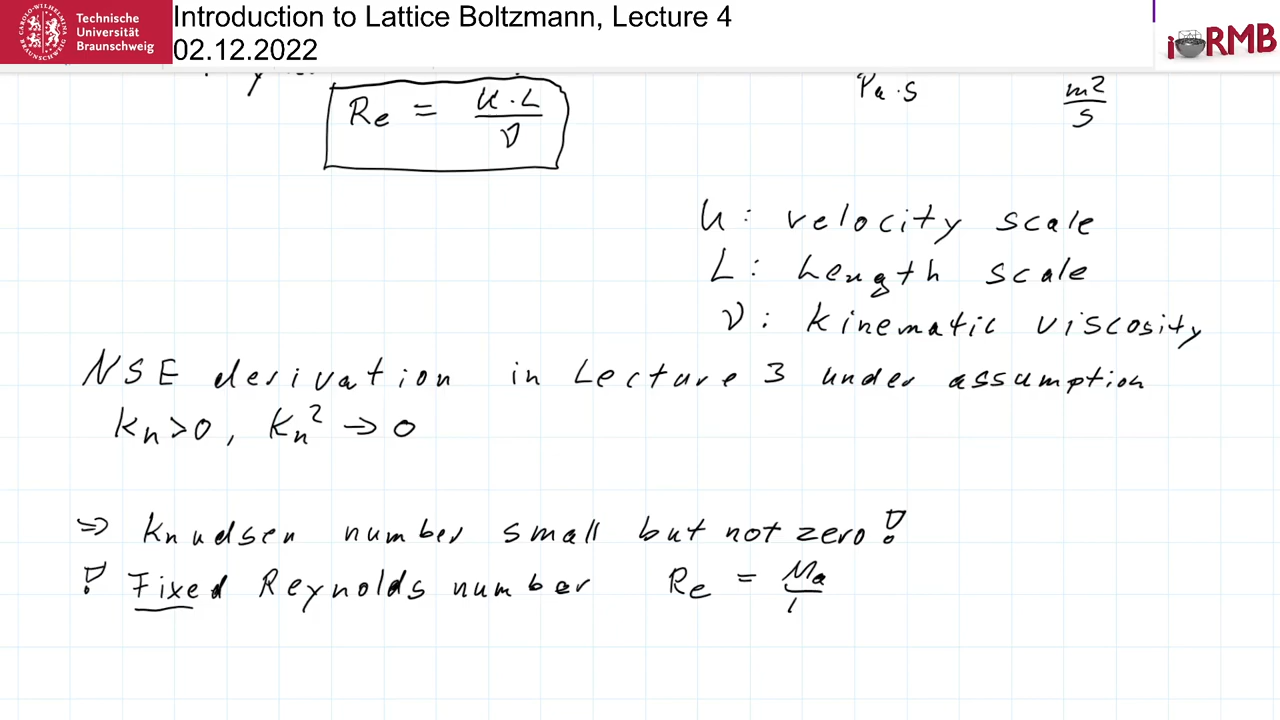 Technische
Universität
Braunschweig
Introduction to Lattice Boltzmann, Lecture 4
02.12.2022
iRMB
Re = u·L / ν
Pa·s m²/s
u: velocity scale
L: Length scale
ν: kinematic viscosity
NSE derivation in Lecture 3 under assumption
Kn>0, Kn² → 0
⇒ Knudsen number small but not zero!
! Fixed Reynolds number Re = Ma /